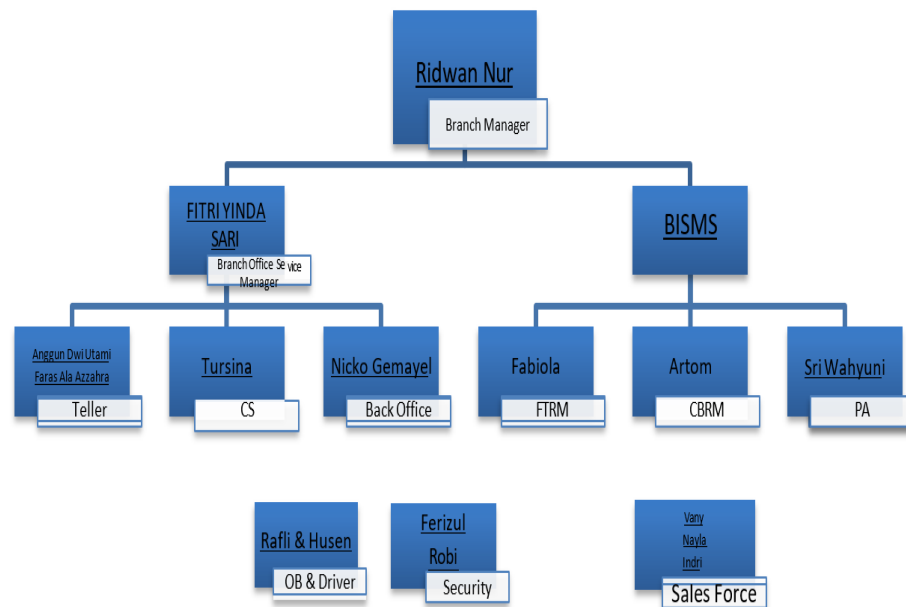 Ridwan Nur
Branch Manager
FITRI YINDA
SARI
Branch Office Service
Manager
BISMS
Anggun Dwi Utami
Faras Ala Azzahra
Teller
Tursina
CS
Nicko Gemayel
Back Office
Fabiola
FTRM
Artom
CBRM
Sri Wahyuni
PA
Rafli & Husen
OB & Driver
Ferizul
Robi
Security
Vany
Nayla
Indri
Sales Force